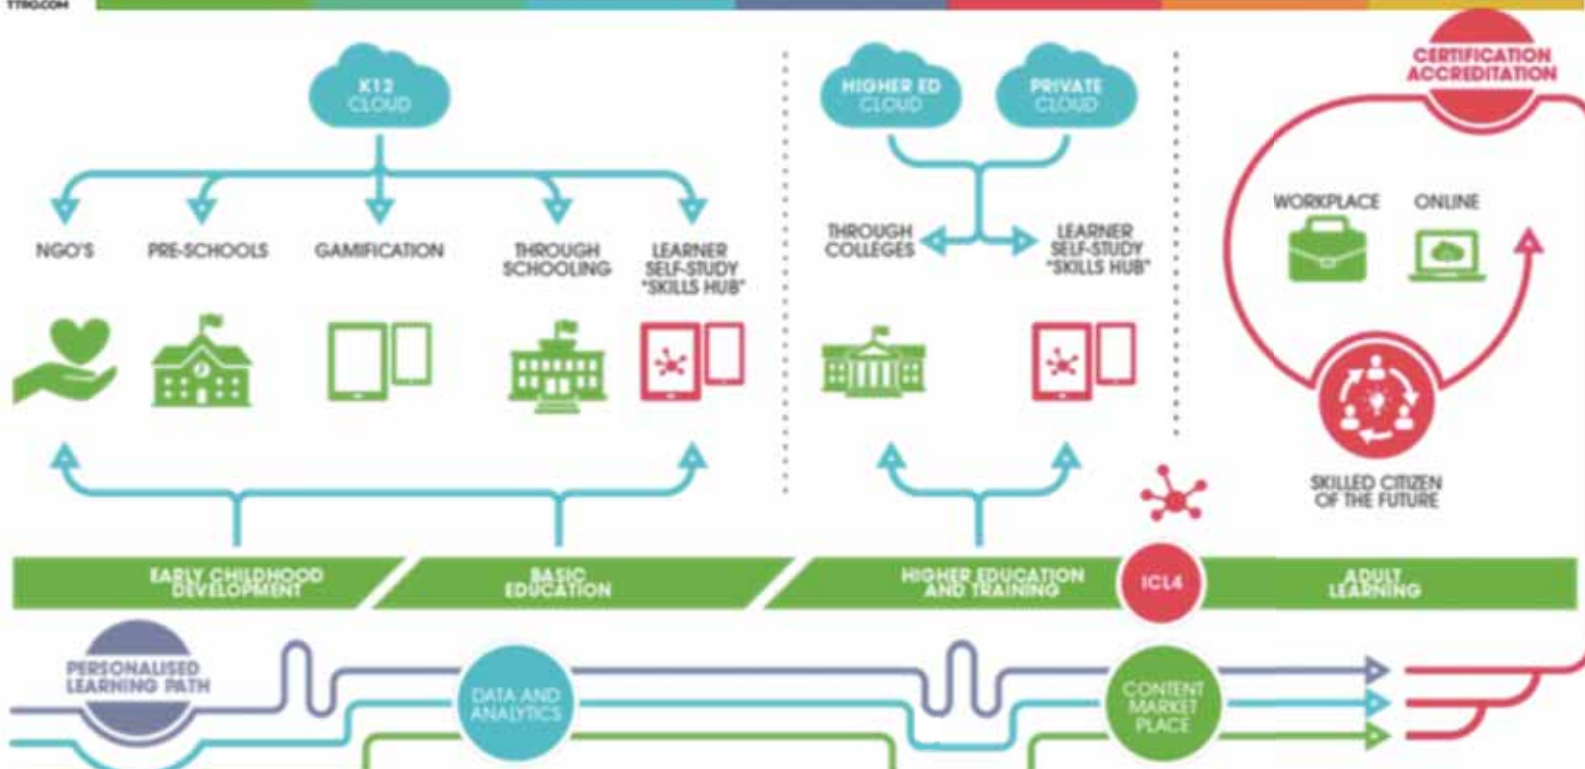 TTRO.COM
K12
CLOUD
HIGHER ED
CLOUD
PRIVATE
CLOUD
CERTIFICATION
ACCREDITATION
NGO'S
PRE-SCHOOLS
GAMIFICATION
THROUGH
SCHOOLING
LEARNER
SELF-STUDY
"SKILLS HUB"
THROUGH
COLLEGES
LEARNER
SELF-STUDY
"SKILLS HUB"
WORKPLACE
ONLINE
SKILLED CITIZEN
OF THE FUTURE
EARLY CHILDHOOD
DEVELOPMENT
BASIC
EDUCATION
HIGHER EDUCATION
AND TRAINING
ICL4
ADULT
LEARNING
PERSONALISED
LEARNING PATH
DATA AND
ANALYTICS
CONTENT
MARKET
PLACE